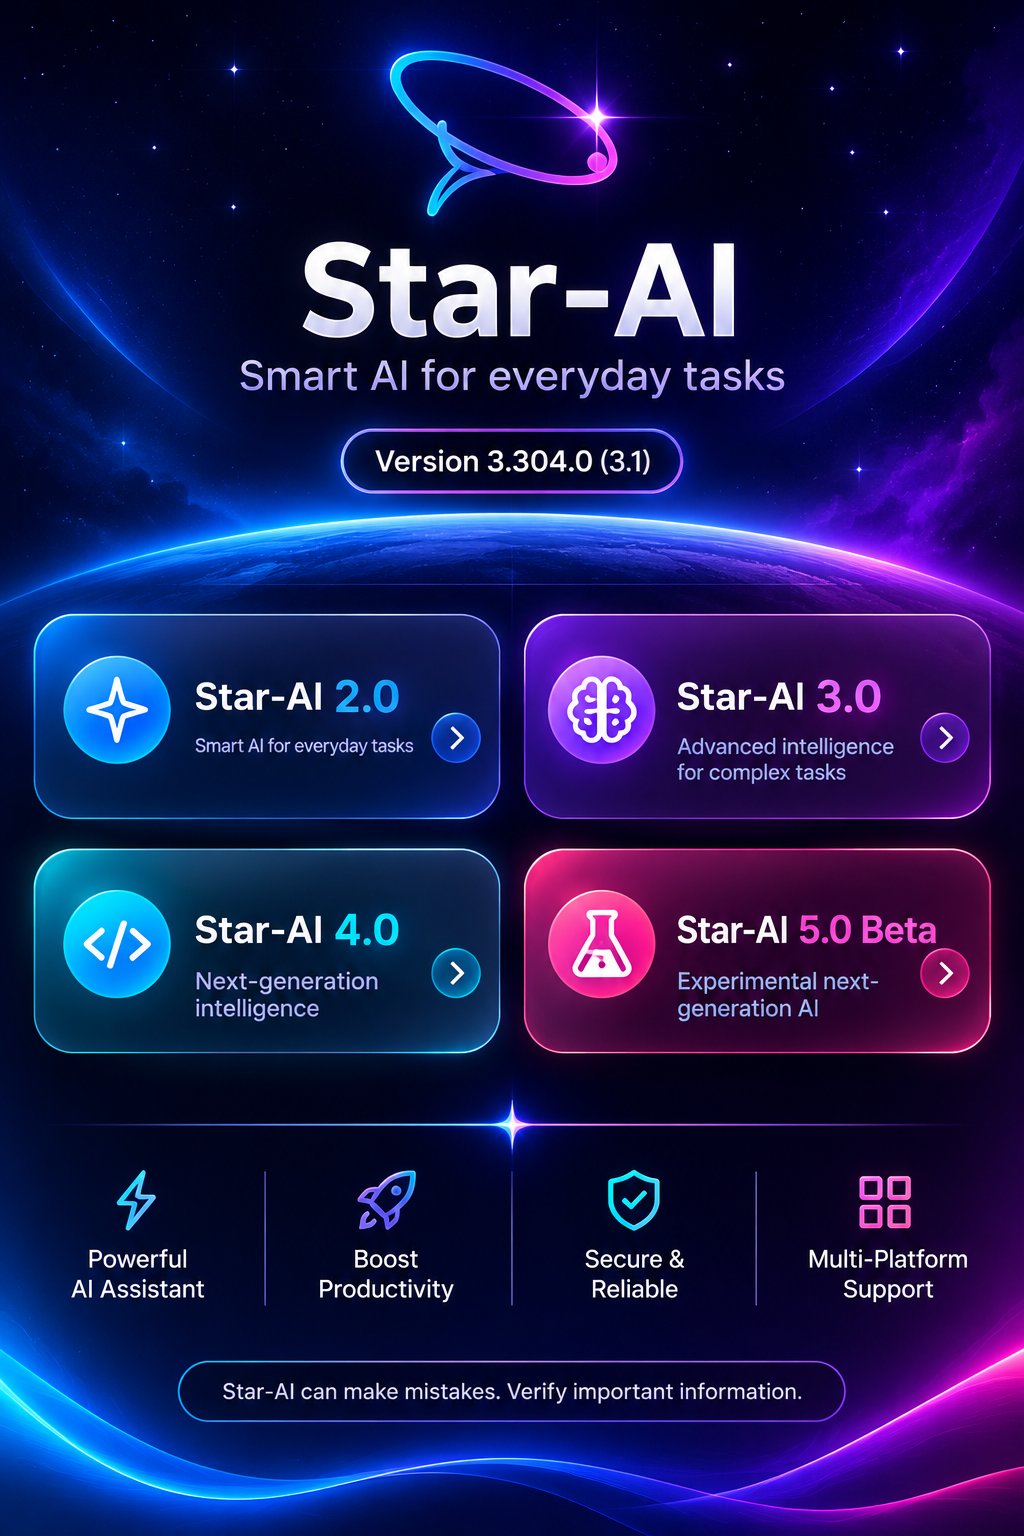 Star-AI
Smart AI for everyday tasks
Version 3.304.0 (3.1)
Star-AI 2.0
Smart AI for everyday tasks
Star-AI 3.0
Advanced intelligence
for complex tasks
Star-AI 4.0
Next-generation
intelligence
Star-AI 5.0 Beta
Experimental next-
generation AI
Powerful
AI Assistant
Boost
Productivity
Secure &
Reliable
Multi-Platform
Support
Star-AI can make mistakes. Verify important information.